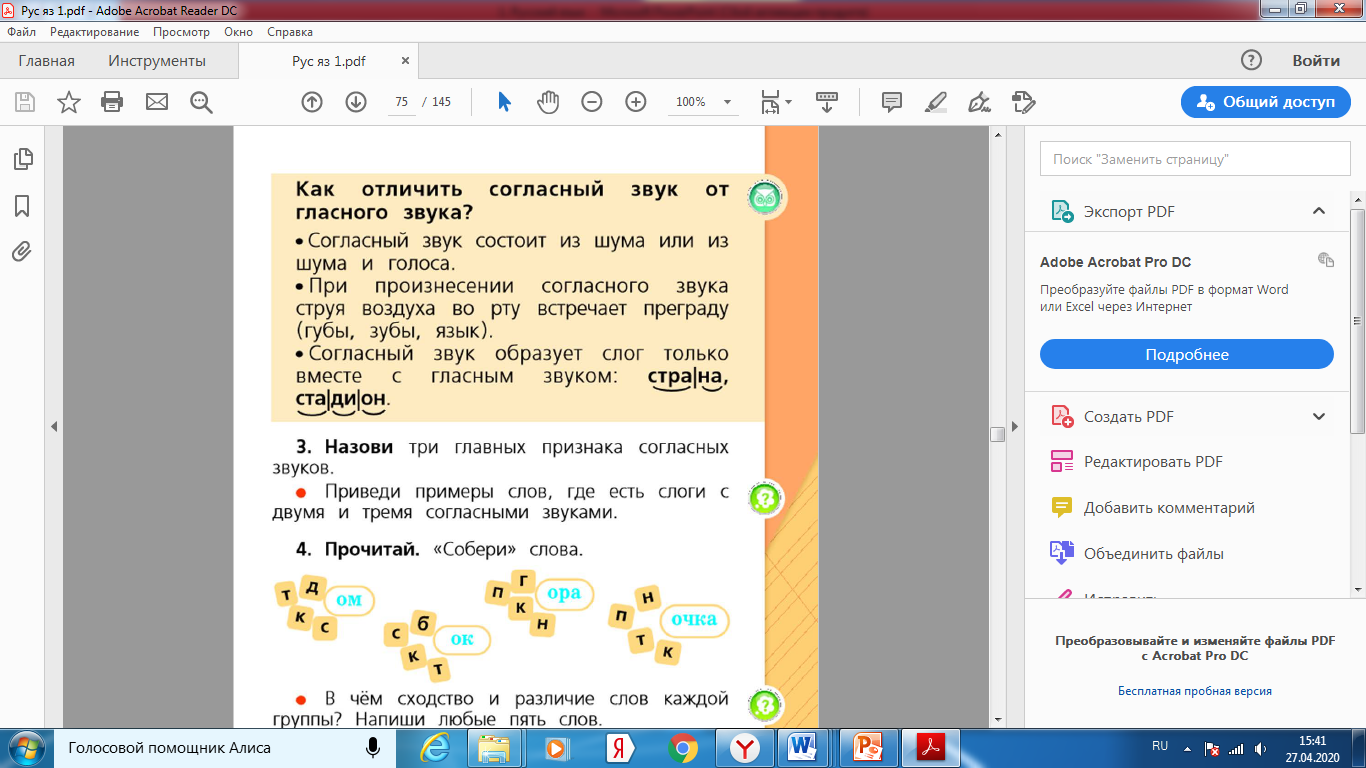 Рус яз 1.pdf - Adobe Acrobat Reader DC
Файл Редактирование Просмотр Окно Справка
Главная Инструменты Рус яз 1.pdf × ? Войти
75 / 145 100% Общий доступ
Как отличить согласный звук от
гласного звука?
• Согласный звук состоит из шума или из
шума и голоса.
• При произнесении согласного звука
струя воздуха во рту встречает преграду
(губы, зубы, язык).
• Согласный звук образует слог только
вместе с гласным звуком: стра|на,
ста|ди|он.
3. Назови три главных признака согласных
звуков.
• Приведи примеры слов, где есть слоги с
двумя и тремя согласными звуками.
?
4. Прочитай. «Собери» слова.
т д к с ом
с б к т ок
п г к н ора
п н т к очка
• В чём сходство и различие слов каждой
группы? Напиши любые пять слов.
?
Поиск "Заменить страницу"
Экспорт PDF
Adobe Acrobat Pro DC
Преобразуйте файлы PDF в формат Word
или Excel через Интернет
Подробнее
Создать PDF
Редактировать PDF
Добавить комментарий
Объединить файлы
Преобразовывайте и изменяйте файлы PDF
с Acrobat Pro DC
Бесплатная пробная версия
Голосовой помощник Алиса
RU
15:41
27.04.2020